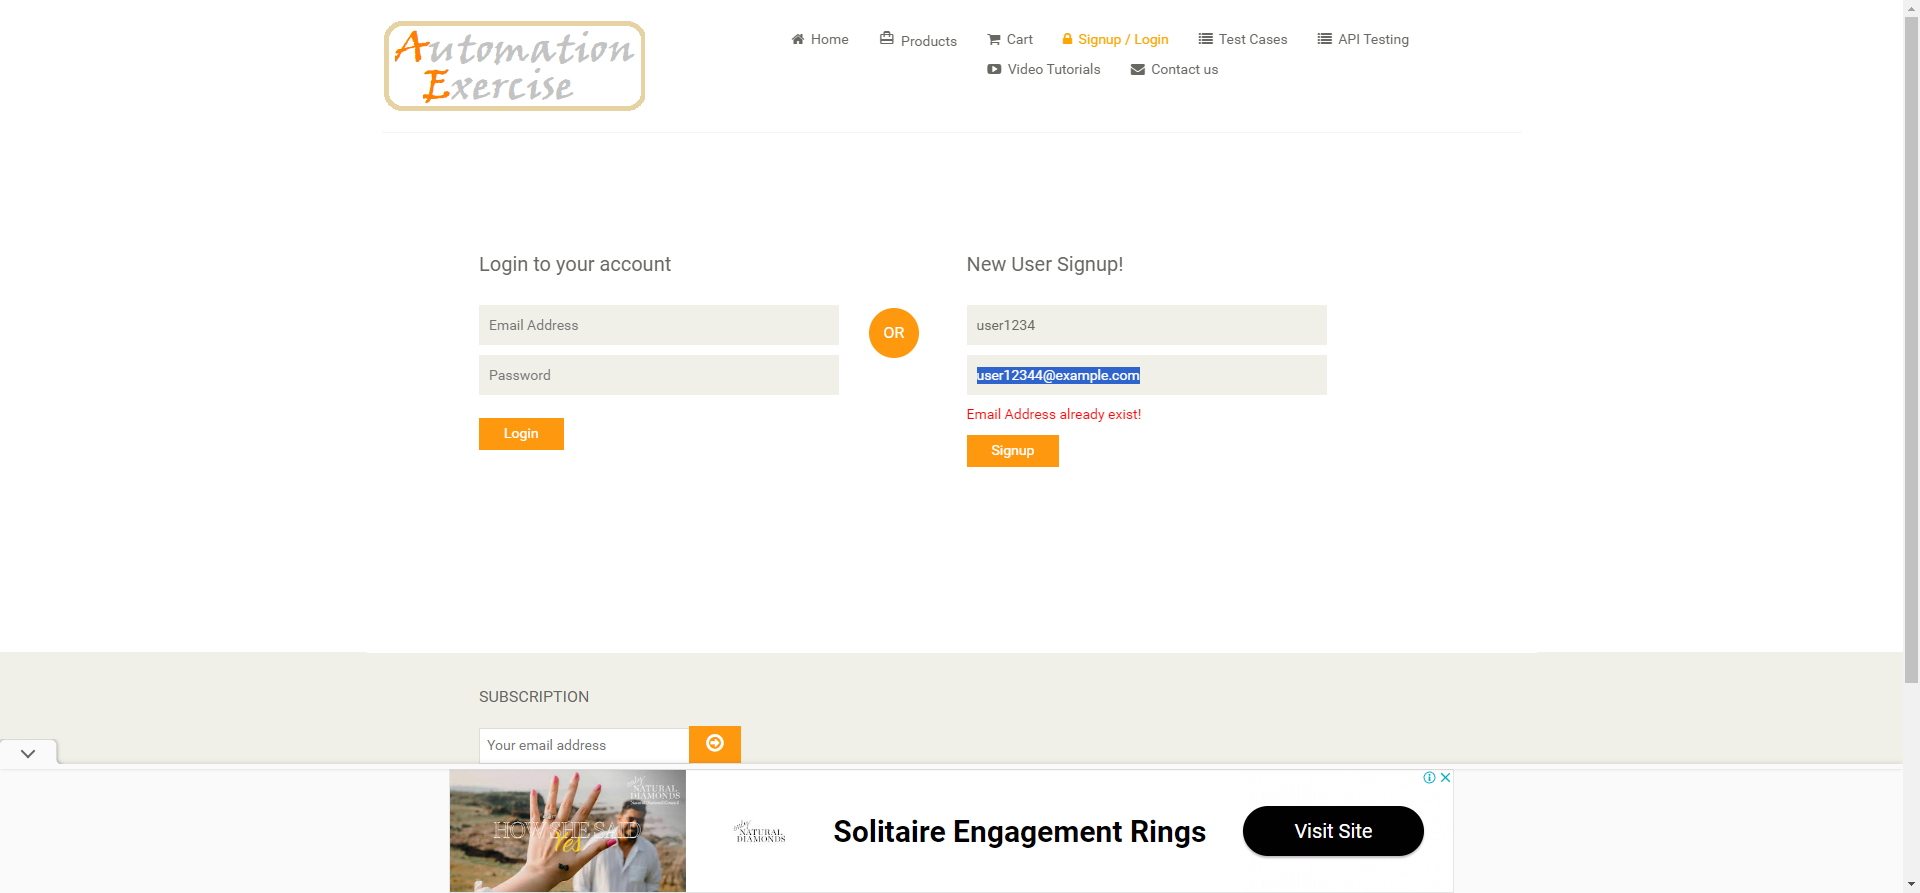 Automation
Exercise
Home
Products
Cart
Signup / Login
Test Cases
API Testing
Video Tutorials
Contact us
Login to your account
Email Address
Password
Login
OR
New User Signup!
user1234
user12344@example.com
Email Address already exist!
Signup
SUBSCRIPTION
Your email address
only
NATURAL
DIAMONDS
HOW SHE SAID
Yes
only
NATURAL
DIAMONDS
Solitaire Engagement Rings
Visit Site